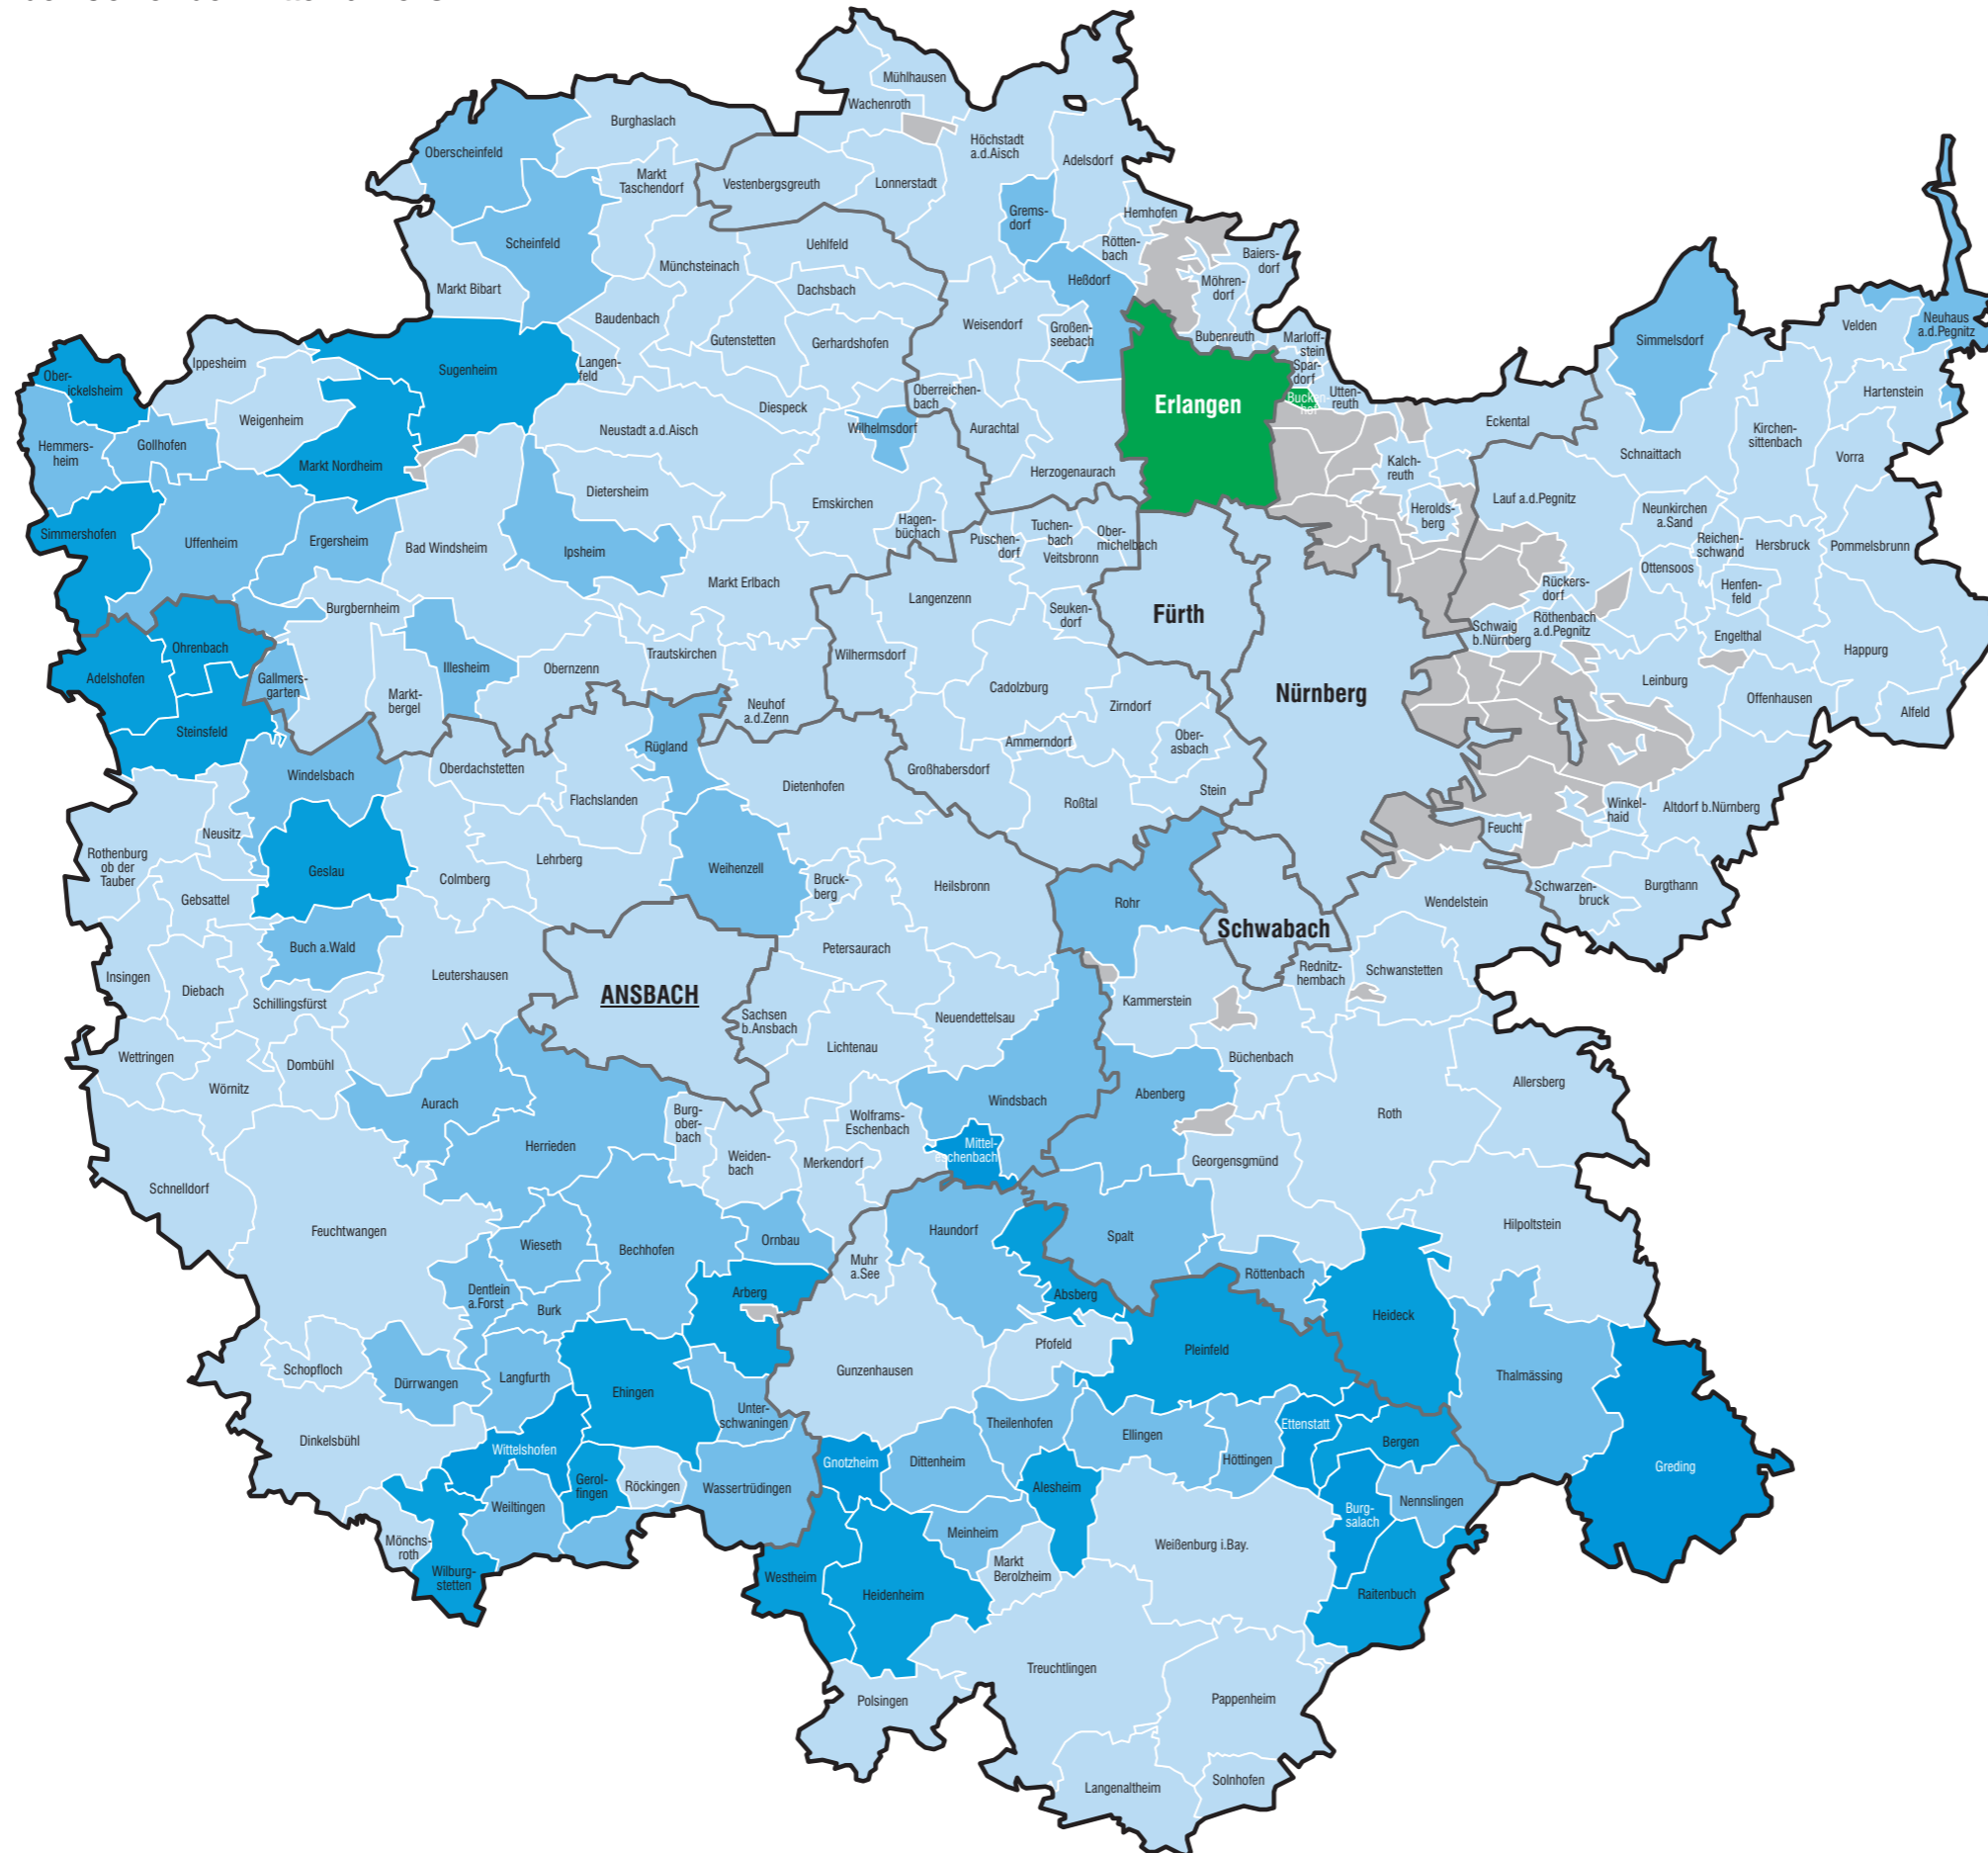 Mühlhausen
Wachenroth
Burghaslach
Höchstadt
a.d.Aisch
Oberscheinfeld
Adelsdorf
Markt
Taschendorf
Vestenbergsgreuth
Lonnerstadt
Grems-
dorf
Hemhofen
Scheinfeld
Uehlfeld
Rötten-
bach
Baiers-
dorf
Münchsteinach
Heßdorf
Möhren-
dorf
Markt Bibart
Dachsbach
Baudenbach
Weisendorf
Großen-
seebach
Velden
Neuhaus
a.d.Pegnitz
Gutenstetten
Gerhardshofen
Bubenreuth
Marloff-
stein
Simmelsdorf
Ippesheim
Sugenheim
Langen-
feld
Spar-
dorf
Ober-
ickelsheim
Oberreichen-
bach
Erlangen
Bucken-
hof
Utten-
reuth
Hartenstein
Weigenheim
Diespeck
Eckental
Hemmers-
heim
Gollhofen
Neustadt a.d.Aisch
Wilhelmsdorf
Aurachtal
Kirchen-
sittenbach
Markt Nordheim
Schnaittach
Vorra
Herzogenaurach
Kalch-
reuth
Dietersheim
Lauf a.d.Pegnitz
Emskirchen
Herolds-
berg
Neunkirchen
a.Sand
Simmershofen
Hagen-
büchach
Tuchen-
bach
Ober-
michelbach
Uffenheim
Ergersheim
Bad Windsheim
Ipsheim
Puschen-
dorf
Veitsbronn
Reichen-
schwand
Hersbruck
Pommelsbrunn
Ottensoos
Markt Erlbach
Rückers-
dorf
Henfen-
feld
Burgbernheim
Langenzenn
Seuken-
dorf
Fürth
Schwaig
b.Nürnberg
Röthenbach
a.d.Pegnitz
Engelthal
Ohrenbach
Illesheim
Obernzenn
Trautskirchen
Wilhermsdorf
Happurg
Adelshofen
Gallmers-
garten
Markt-
bergel
Cadolzburg
Nürnberg
Leinburg
Offenhausen
Neuhof
a.d.Zenn
Zirndorf
Alfeld
Steinsfeld
Rügland
Ammerndorf
Ober-
asbach
Windelsbach
Oberdachstetten
Großhabersdorf
Dietenhofen
Flachslanden
Roßtal
Stein
Winkel-
haid
Altdorf b.Nürnberg
Neusitz
Feucht
Rothenburg
ob der
Tauber
Geslau
Lehrberg
Weihenzell
Colmberg
Bruck-
berg
Heilsbronn
Schwarzen-
bruck
Burgthann
Gebsattel
Rohr
Wendelstein
Buch a.Wald
Petersaurach
Schwabach
Insingen
Leutershausen
Rednitz-
hembach
Schwanstetten
Diebach
Schillingsfürst
ANSBACH
Kammerstein
Sachsen
b.Ansbach
Neuendettelsau
Wettringen
Lichtenau
Büchenbach
Dombühl
Wörnitz
Allersberg
Aurach
Windsbach
Abenberg
Roth
Burg-
ober-
bach
Wolframs-
Eschenbach
Herrieden
Mittel-
eschenbach
Weiden-
bach
Merkendorf
Georgensgmünd
Schnelldorf
Hilpoltstein
Feuchtwangen
Haundorf
Spalt
Wieseth
Bechhofen
Ornbau
Muhr
a.See
Röttenbach
Dentlein
a.Forst
Arberg
Absberg
Burk
Heideck
Schopfloch
Pfofeld
Pleinfeld
Gunzenhausen
Dürrwangen
Langfurth
Thalmässing
Ehingen
Unter-
schwaningen
Theilenhofen
Ettenstatt
Dinkelsbühl
Ellingen
Bergen
Wittelshofen
Gnotzheim
Dittenheim
Höttingen
Greding
Gerol-
fingen
Röckingen
Wassertrüdingen
Alesheim
Weiltingen
Burg-
salach
Nennslingen
Meinheim
Mönchs-
roth
Weißenburg i.Bay.
Markt
Berolzheim
Wilburg-
stetten
Westheim
Heidenheim
Raitenbuch
Treuchtlingen
Polsingen
Pappenheim
Langenaltheim
Solnhofen